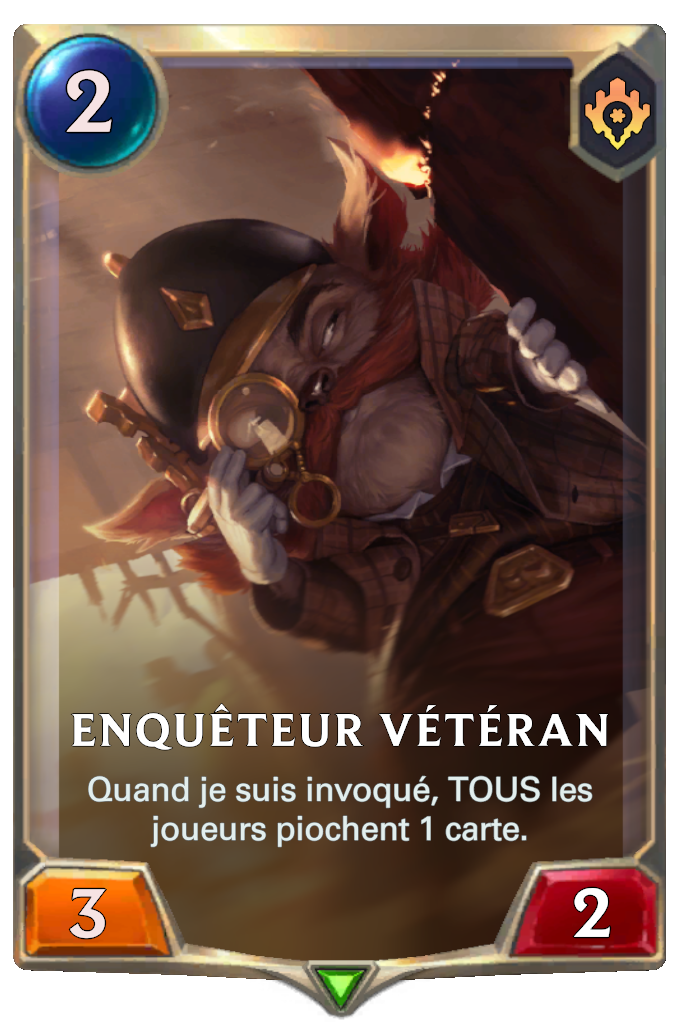 2
ENQUÊTEUR VÉTÉRAN
Quand je suis invoqué, TOUS les
joueurs piochent 1 carte.
3
2